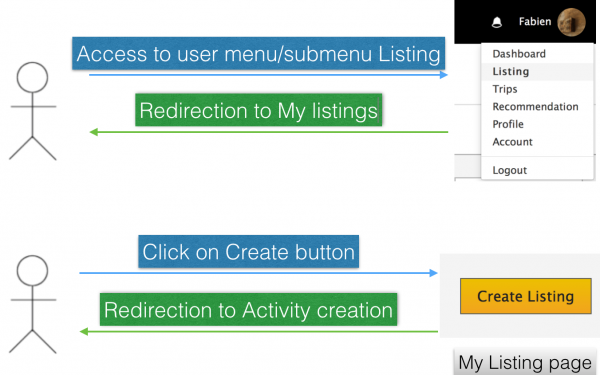 Fabien
Access to user menu/submenu Listing
Dashboard
Listing
Trips
Redirection to My listings
Recommendation
Profile
Account
Logout
Click on Create button
Create Listing
Redirection to Activity creation
My Listing page